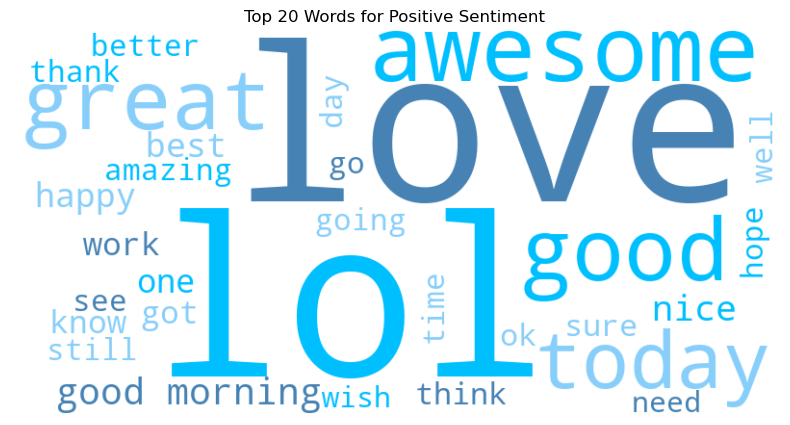 Top 20 Words for Positive Sentiment
better
awesome
thank
great
love
day
best
well
amazing
go
happy
going
lol
good
hope
work
one
see
time
nice
know
got
ok
sure
still
today
good morning
wish
think
need